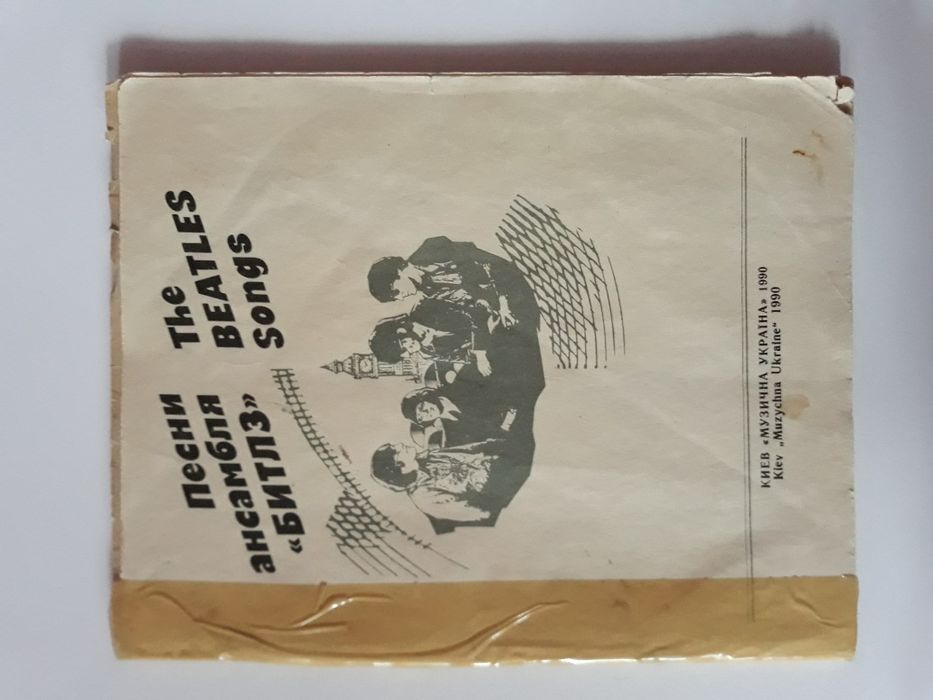 Песни
ансамбля
«БИТЛЗ»
The
BEATLES
Songs
КИЕВ «МУЗИЧНА УКРАЇНА» 1990
Kiev „Muzychna Ukraine“ 1990